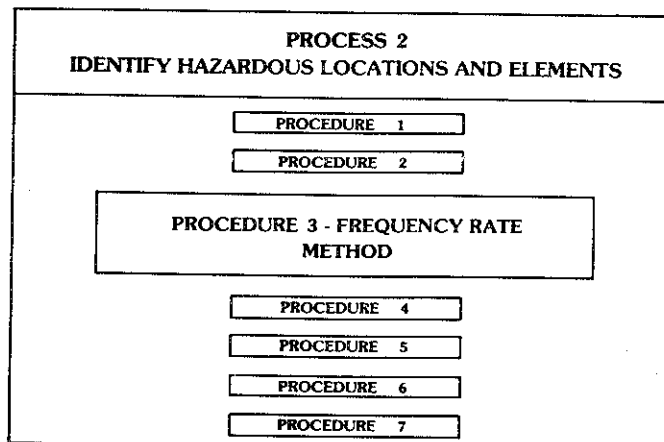 PROCESS 2
IDENTIFY HAZARDOUS LOCATIONS AND ELEMENTS
PROCEDURE 1
PROCEDURE 2
PROCEDURE 3 - FREQUENCY RATE
METHOD
PROCEDURE 4
PROCEDURE 5
PROCEDURE 6
PROCEDURE 7